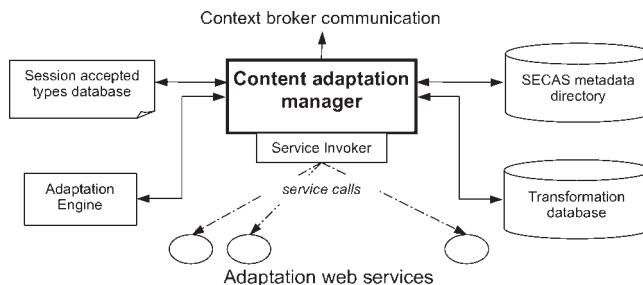 Context broker communication
Session accepted
types database
Content adaptation
manager
SECAS metadata
directory
Service Invoker
service calls
Adaptation
Engine
Transformation
database
Adaptation web services